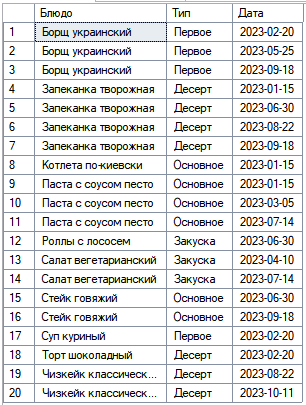 Блюдо Тип Дата
1 Борщ украинский Первое 2023-02-20
2 Борщ украинский Первое 2023-05-25
3 Борщ украинский Первое 2023-09-18
4 Запеканка творожная Десерт 2023-01-15
5 Запеканка творожная Десерт 2023-06-30
6 Запеканка творожная Десерт 2023-08-22
7 Запеканка творожная Десерт 2023-09-18
8 Котлета по-киевски Основное 2023-01-15
9 Паста с соусом песто Основное 2023-01-15
10 Паста с соусом песто Основное 2023-03-05
11 Паста с соусом песто Основное 2023-07-14
12 Роллы с лососем Закуска 2023-06-30
13 Салат вегетарианский Закуска 2023-04-10
14 Салат вегетарианский Закуска 2023-07-14
15 Стейк говяжий Основное 2023-06-30
16 Стейк говяжий Основное 2023-09-18
17 Суп куриный Первое 2023-02-20
18 Торт шоколадный Десерт 2023-02-20
19 Чизкейк классическ... Десерт 2023-08-22
20 Чизкейк классическ... Десерт 2023-10-11